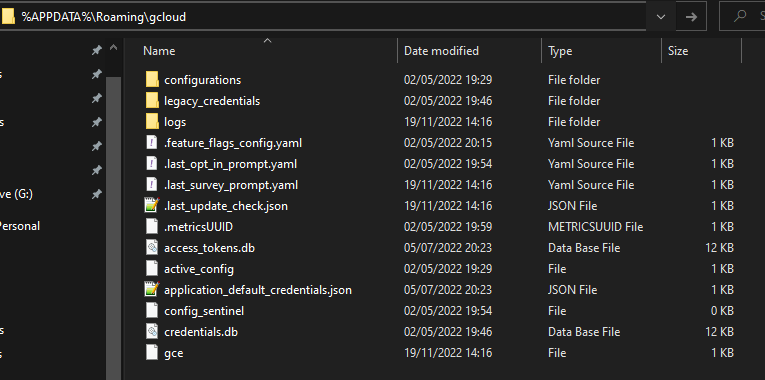 %APPDATA%\Roaming\gcloud
Name Date modified Type Size
configurations 02/05/2022 19:29 File folder
legacy_credentials 02/05/2022 19:46 File folder
logs 19/11/2022 14:16 File folder
.feature_flags_config.yaml 02/05/2022 20:15 Yaml Source File 1 KB
.last_opt_in_prompt.yaml 02/05/2022 19:54 Yaml Source File 1 KB
.last_survey_prompt.yaml 19/11/2022 14:16 Yaml Source File 1 KB
ve (G:) .last_update_check.json 19/11/2022 14:16 JSON File 1 KB
Personal .metricsUUID 02/05/2022 19:59 METRICSUUID File 1 KB
access_tokens.db 05/07/2022 20:23 Data Base File 12 KB
active_config 02/05/2022 19:29 File 1 KB
application_default_credentials.json 05/07/2022 20:23 JSON File 1 KB
config_sentinel 02/05/2022 19:54 File 0 KB
credentials.db 02/05/2022 19:46 Data Base File 12 KB
gce 19/11/2022 14:16 File 1 KB